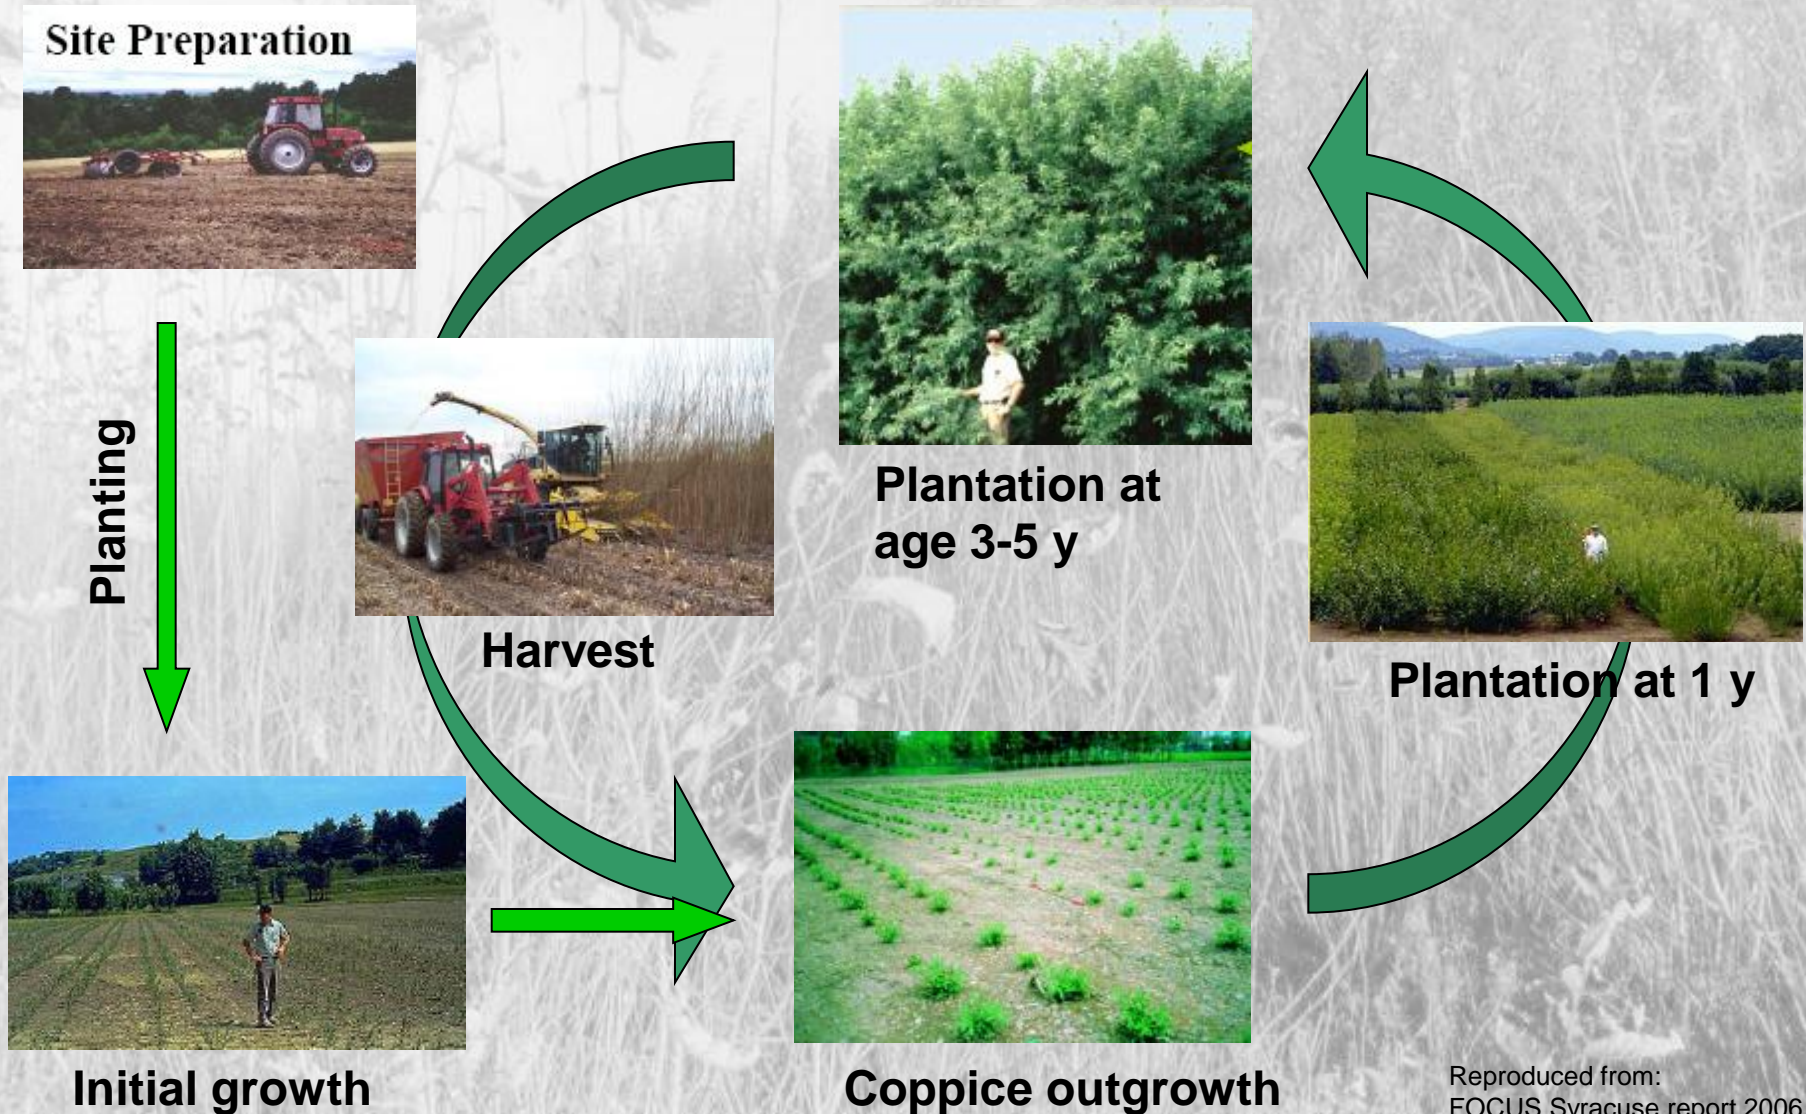 Site Preparation
Planting
Harvest
Plantation at
age 3-5 y
Plantation at 1 y
Initial growth
Coppice outgrowth
Reproduced from:
FOCUS Syracuse report 2006